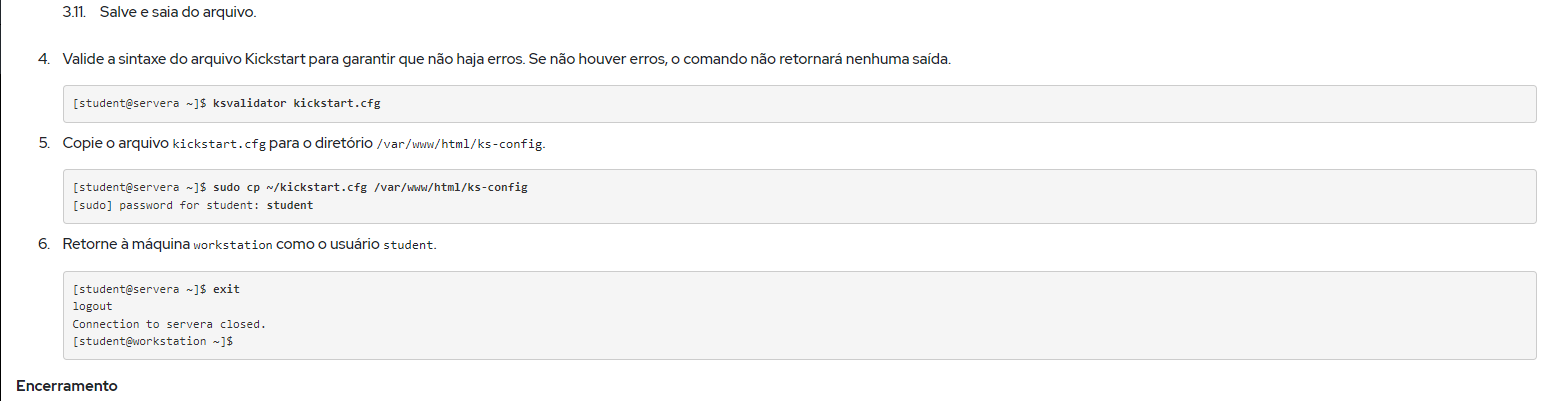 3.11. Salve e saia do arquivo.
4. Valide a sintaxe do arquivo Kickstart para garantir que não haja erros. Se não houver erros, o comando não retornará nenhuma saída.
[student@servera ~]$ ksvalidator kickstart.cfg
5. Copie o arquivo kickstart.cfg para o diretório /var/www/html/ks-config.
[student@servera ~]$ sudo cp ~/kickstart.cfg /var/www/html/ks-config
[sudo] password for student: student
6. Retorne à máquina workstation como o usuário student.
[student@servera ~]$ exit
logout
Connection to servera closed.
[student@workstation ~]$
Encerramento